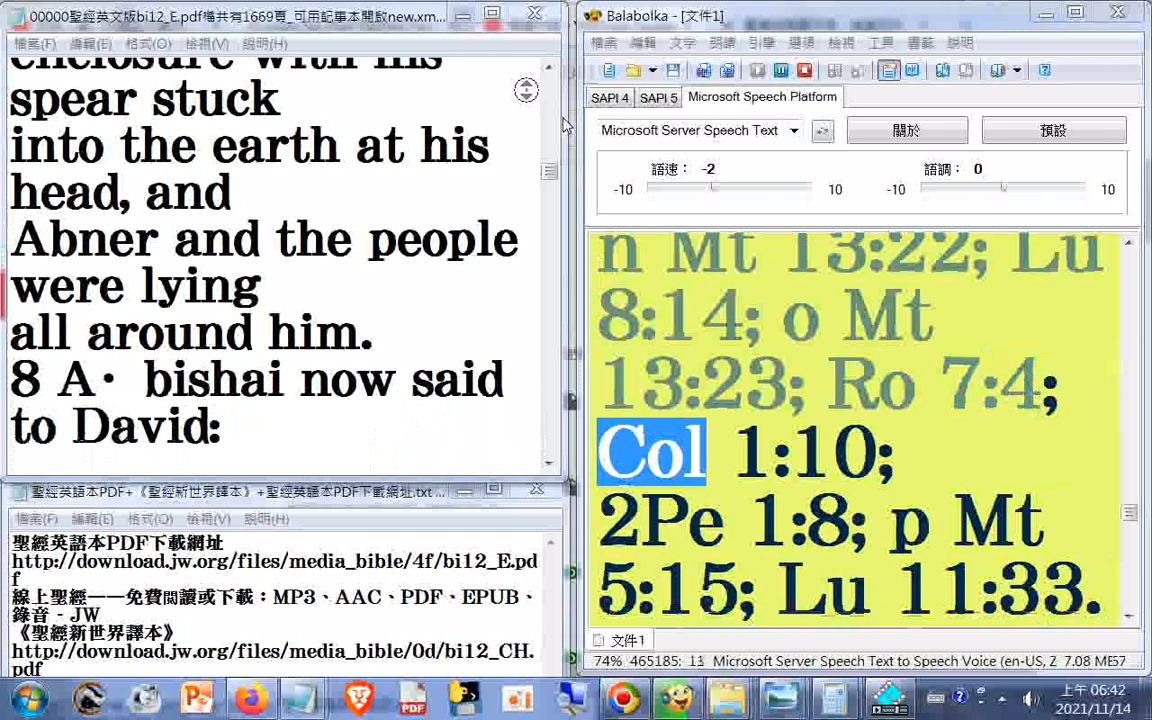 00000聖經英文版bi12_E.pdf檔共有1669頁_可用記事本開啟new.xm...
檔案(F) 編輯(E) 格式(O) 檢視(V) 說明(H)
enclosure with his
spear stuck
into the earth at his
head, and
Abner and the people
were lying
all around him.
8 A· bishai now said
to David:
聖經英語本PDF+《聖經新世界譯本》+聖經英語本PDF下載網址.txt ...
檔案(F) 編輯(E) 格式(O) 檢視(V) 說明(H)
聖經英語本PDF下載網址
http://download.jw.org/files/media_bible/4f/bi12_E.pd
f
線上聖經——免費閱讀或下載：MP3、AAC、PDF、EPUB、
錄音 - JW
《聖經新世界譯本》
http://download.jw.org/files/media_bible/0d/bi12_CH.
pdf
Balabolka - [文件1]
檔案 編輯 文字 朗讀 引擎 選項 檢視 工具 書籤 說明
SAPI 4 SAPI 5 Microsoft Speech Platform
Microsoft Server Speech Text 關於 預設
語速： -2 語調： 0
-10 10 -10 10
n Mt 13:22; Lu
8:14; o Mt
13:23; Ro 7:4;
Col 1:10;
2Pe 1:8; p Mt
5:15; Lu 11:33.
文件1
74% 465185: 11 Microsoft Server Speech Text to Speech Voice (en-US, Z 7.08 ME57
PDF
上午 06:42
2021/11/14